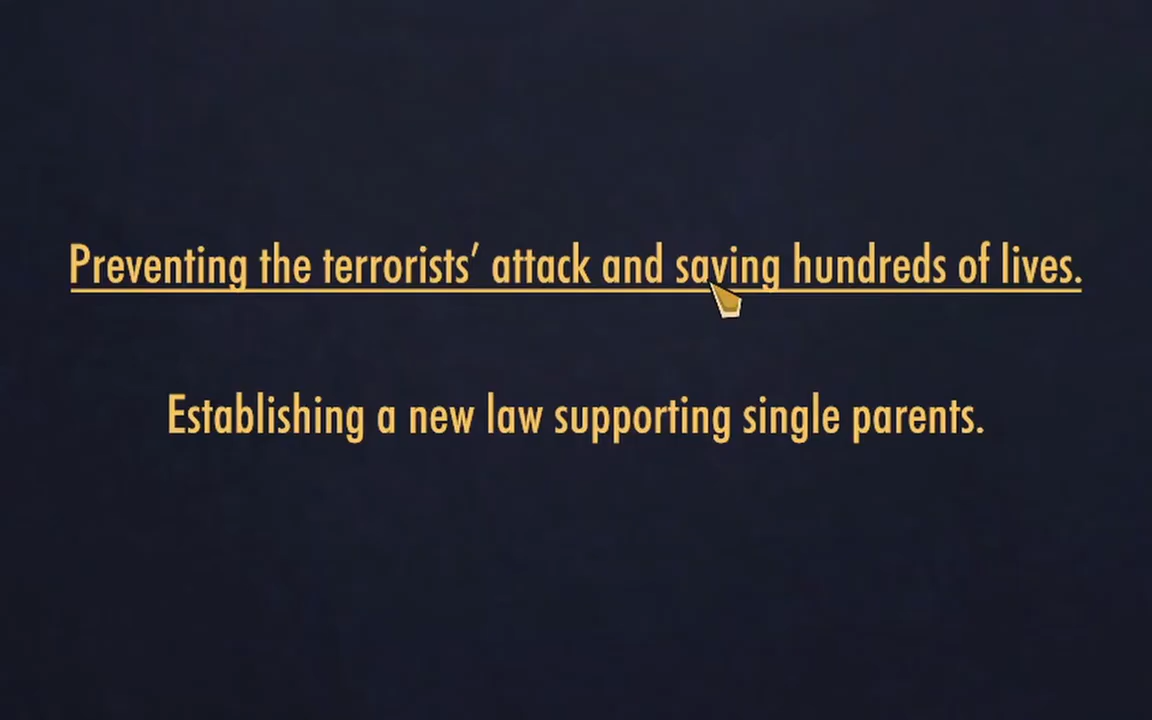 Preventing the terrorists’ attack and saving hundreds of lives.
Establishing a new law supporting single parents.